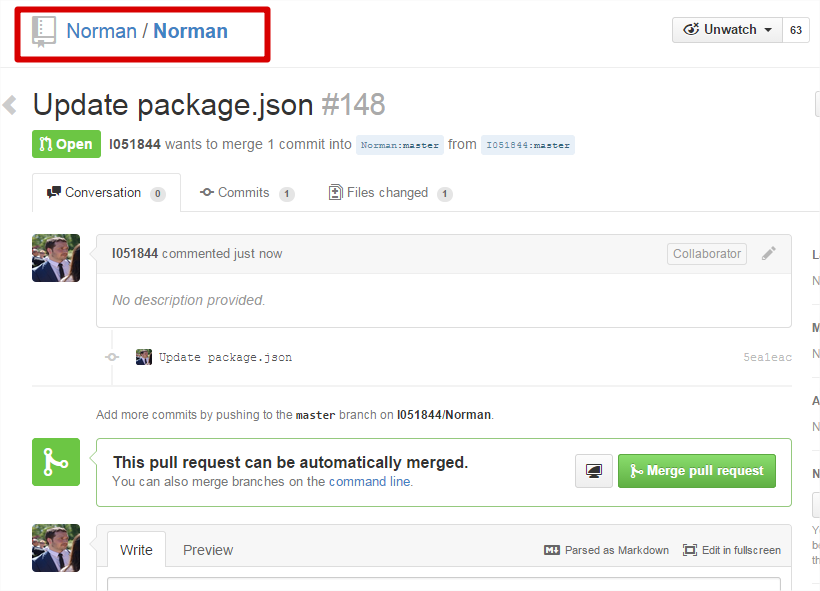 Norman / Norman
Unwatch 63
Update package.json #148
Open I051844 wants to merge 1 commit into Norman:master from I051844:master
Conversation 0 Commits 1 Files changed 1
I051844 commented just now Collaborator
No description provided.
Update package.json 5ea1eac
Add more commits by pushing to the master branch on I051844/Norman.
This pull request can be automatically merged.
You can also merge branches on the command line.
Merge pull request
Write Preview Parsed as Markdown Edit in fullscreen